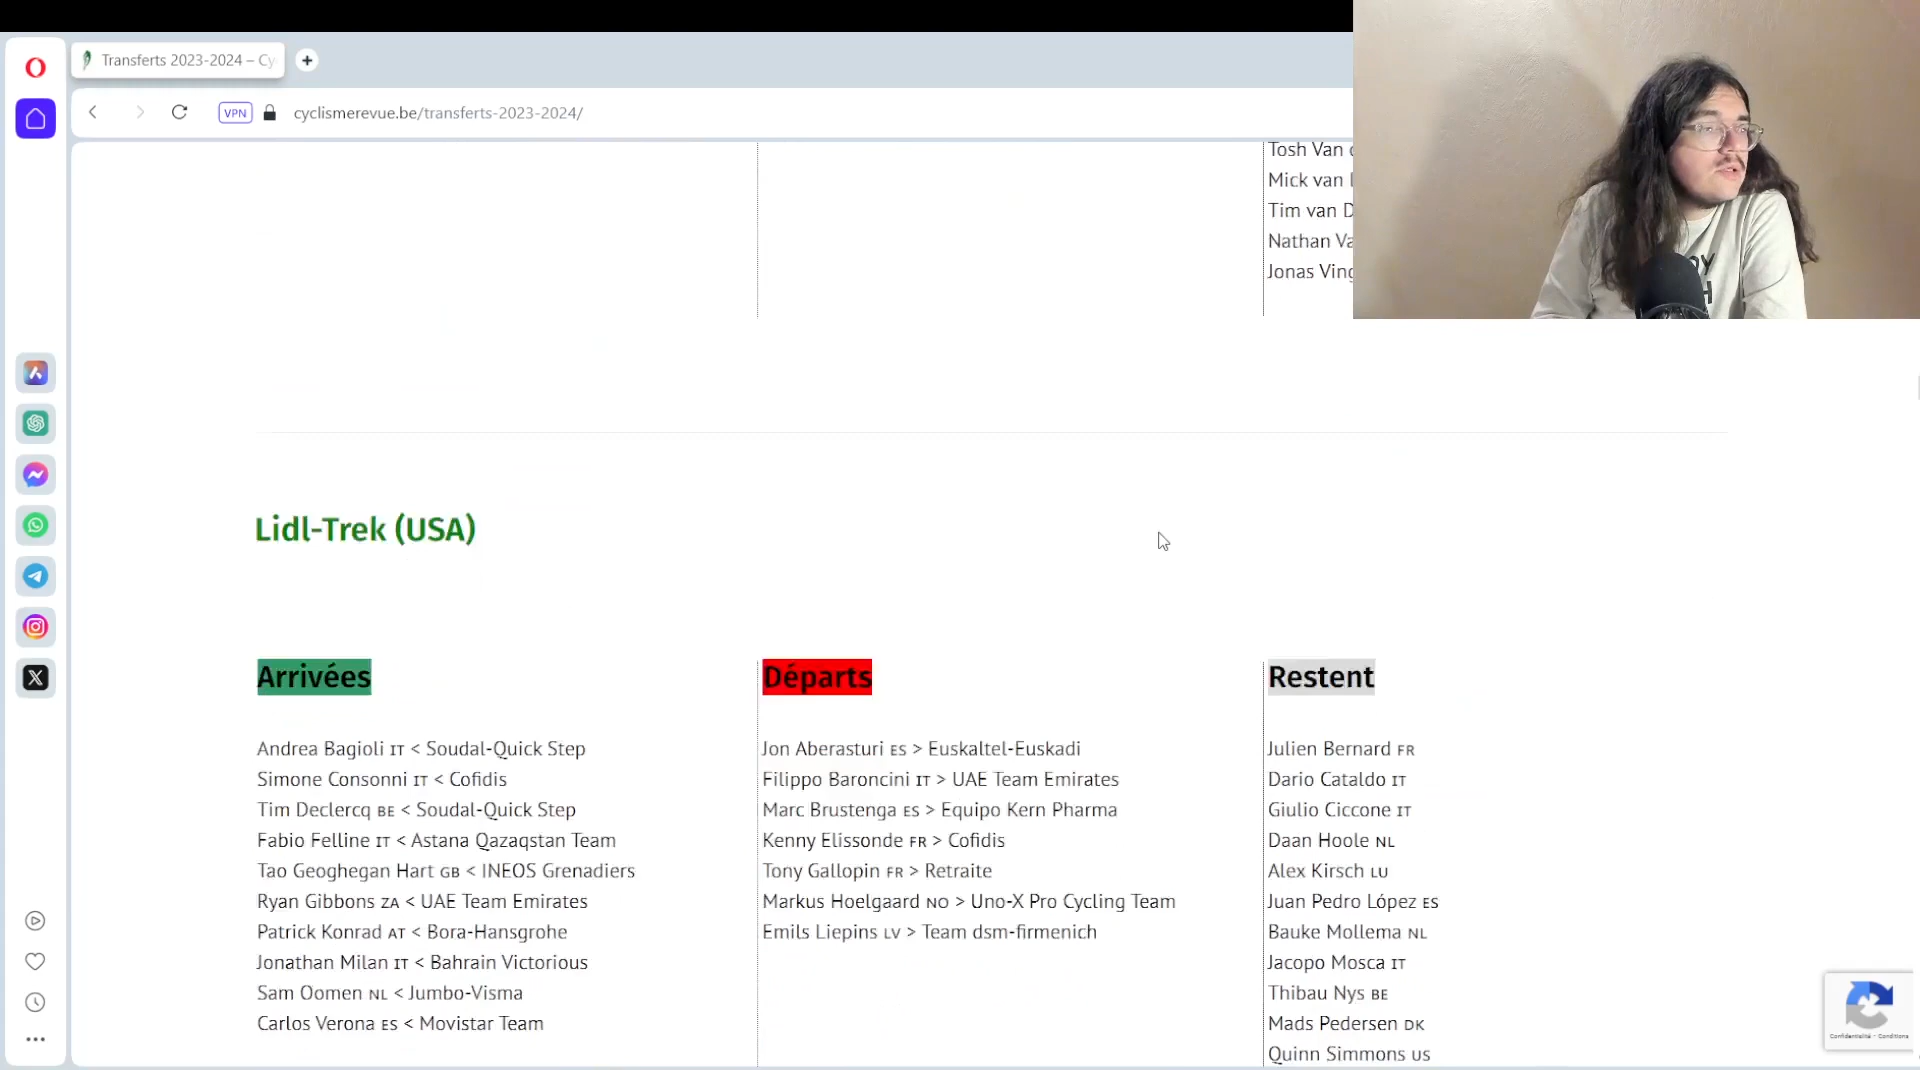 Transferts 2023-2024 – Cy
VPN
cyclismerevue.be/transferts-2023-2024/
Tosh Van
Mick van
Tim van D
Nathan Va
Jonas Ving
Lidl-Trek (USA)
Arrivées
Andrea Bagioli IT < Soudal-Quick Step
Simone Consonni IT < Cofidis
Tim Declercq BE < Soudal-Quick Step
Fabio Felline IT < Astana Qazaqstan Team
Tao Geoghegan Hart GB < INEOS Grenadiers
Ryan Gibbons ZA < UAE Team Emirates
Patrick Konrad AT < Bora-Hansgrohe
Jonathan Milan IT < Bahrain Victorious
Sam Oomen NL < Jumbo-Visma
Carlos Verona ES < Movistar Team
Départs
Jon Aberasturi ES > Euskaltel-Euskadi
Filippo Baroncini IT > UAE Team Emirates
Marc Brustenga ES > Equipo Kern Pharma
Kenny Elissonde FR > Cofidis
Tony Gallopin FR > Retraite
Markus Hoelgaard NO > Uno-X Pro Cycling Team
Emils Liepins LV > Team dsm-firmenich
Restent
Julien Bernard FR
Dario Cataldo IT
Giulio Ciccone IT
Daan Hoole NL
Alex Kirsch LU
Juan Pedro López ES
Bauke Mollema NL
Jacopo Mosca IT
Thibau Nys BE
Mads Pedersen DK
Quinn Simmons US
Confidentialité - Conditions